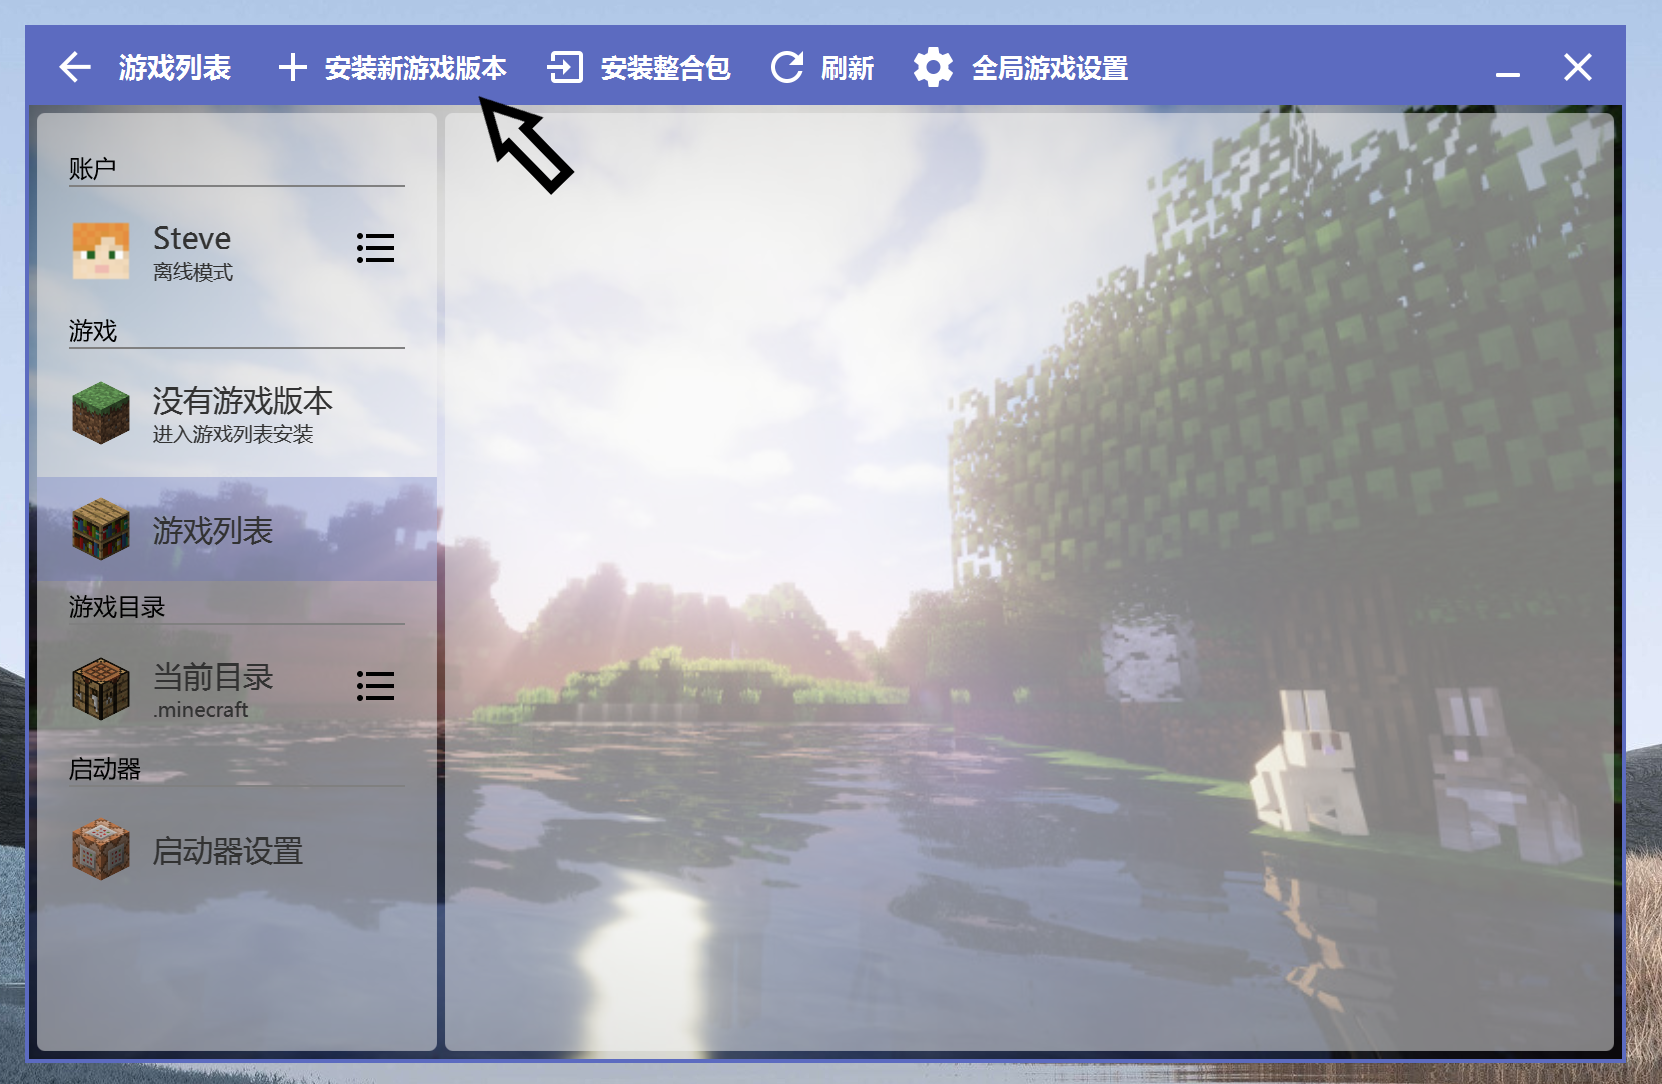 游戏列表 安装新游戏版本 安装整合包 刷新 全局游戏设置
账户
Steve
离线模式
游戏
没有游戏版本
进入游戏列表安装
游戏列表
游戏目录
当前目录
.minecraft
启动器
启动器设置